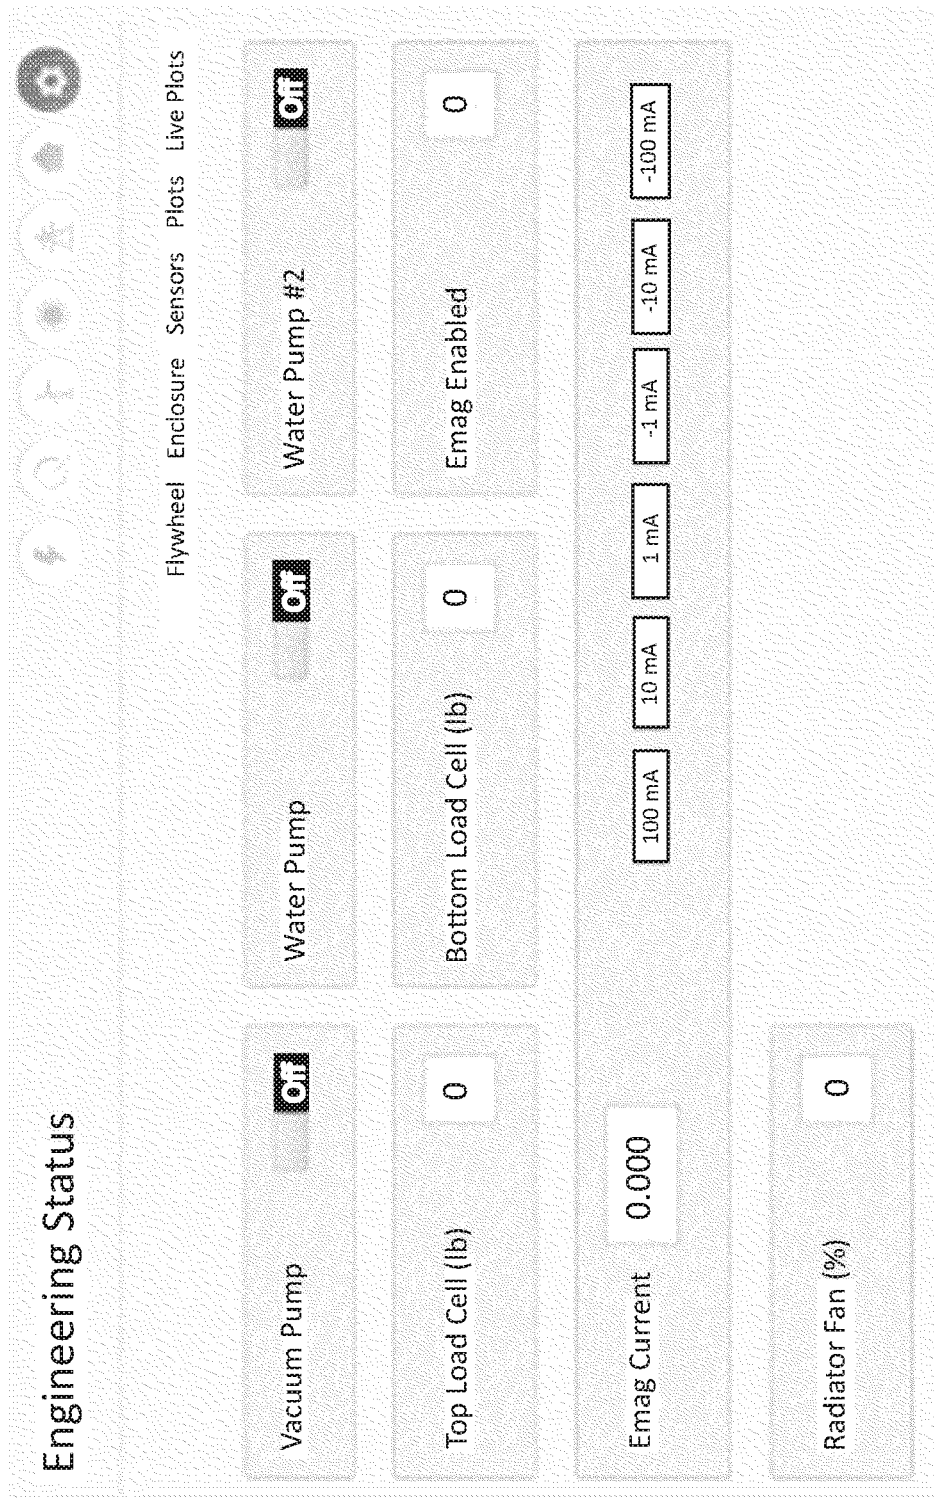 Engineering Status
Flywheel Enclosure Sensors Plots Live Plots
Vacuum Pump Off Water Pump Off Water Pump #2 Off
Top Load Cell (lb) 0 Bottom Load Cell (lb) 0 Emag Enabled 0
Emag Current 0.000 100 mA 10 mA 1 mA -1 mA -10 mA -100 mA
Radiator Fan (%) 0